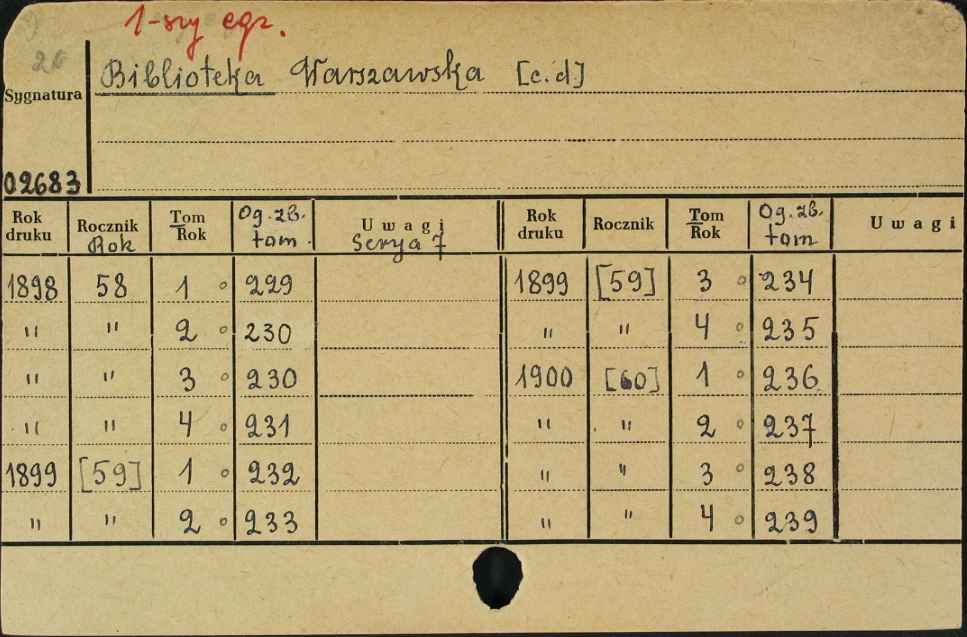 1-szy egz.
26
Biblioteka Warszawska [c.d]
Sygnatura
02683
Rok druku Rocznik Rok Tom Rok Og. zb. tom. Uwagi Serya 7 Rok druku Rocznik Tom Rok Og. zb. tom Uwagi
1898 58 1 229 1899 [59] 3 234
" " 2 230 " " 4 235
" " 3 230 1900 [60] 1 236
" " 4 231 " " 2 237
1899 [59] 1 232 " " 3 238
" " 2 233 " " 4 239